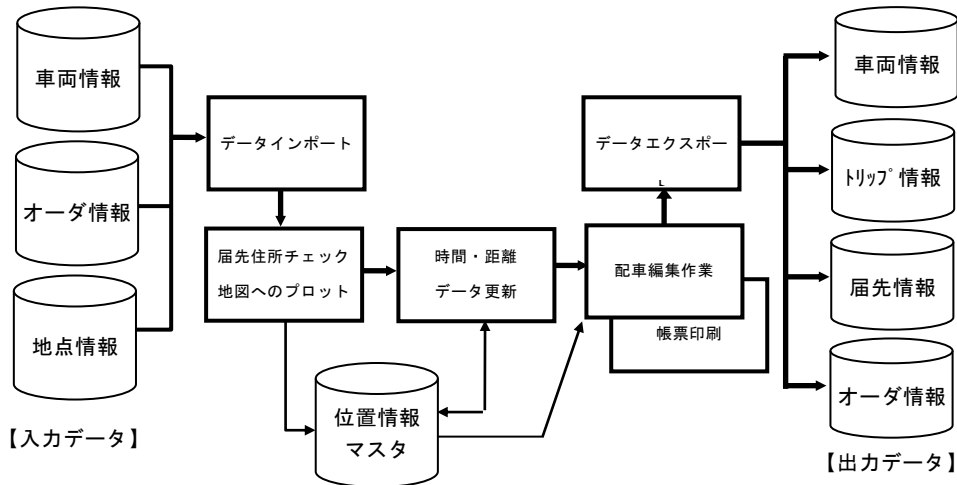 車両情報
オーダ情報
地点情報
【入力データ】
データインポート
届先住所チェック
地図へのプロット
時間・距離
データ更新
位置情報
マスタ
データエクスポー
配車編集作業
帳票印刷
車両情報
ﾄﾘｯﾌﾟ情報
届先情報
オーダ情報
【出力データ】